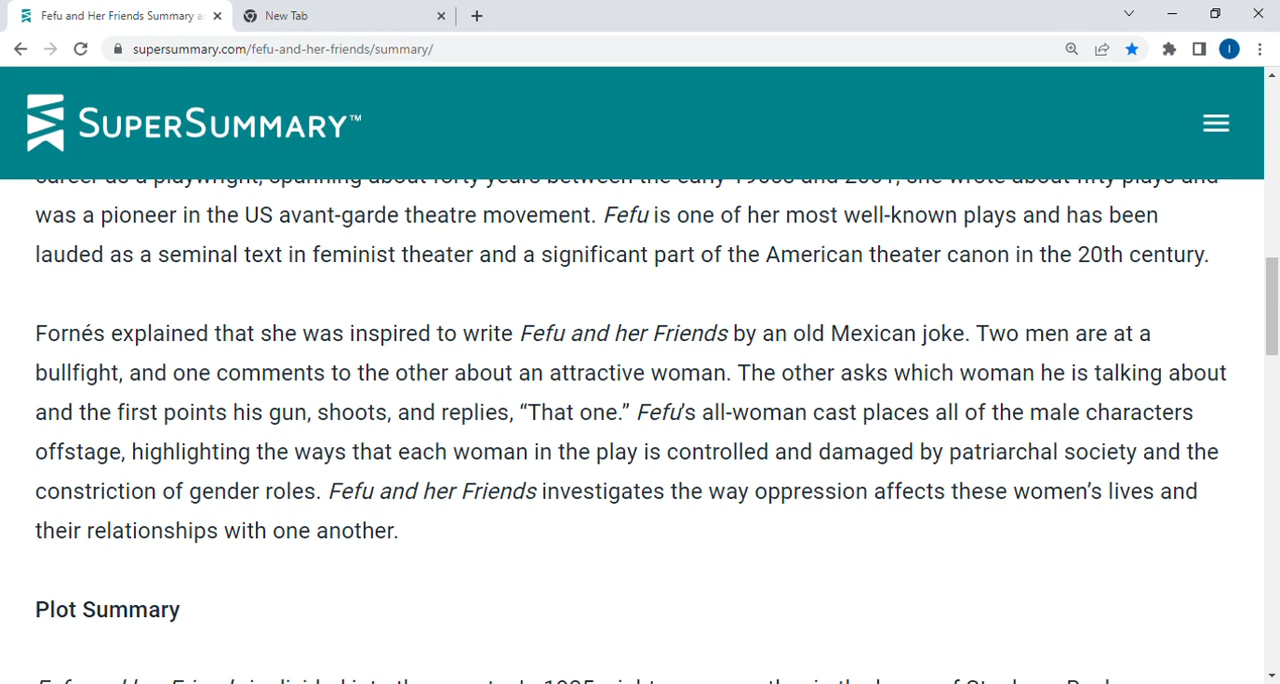 Fefu and Her Friends Summary a
New Tab
supersummary.com/fefu-and-her-friends/summary/
I
SUPERSUMMARY™
career as a playwright, spanning about forty years between the early 1960s and she wrote about fifty plays and
was a pioneer in the US avant-garde theatre movement. Fefu is one of her most well-known plays and has been
lauded as a seminal text in feminist theater and a significant part of the American theater canon in the 20th century.
Fornés explained that she was inspired to write Fefu and her Friends by an old Mexican joke. Two men are at a
bullfight, and one comments to the other about an attractive woman. The other asks which woman he is talking about
and the first points his gun, shoots, and replies, “That one.” Fefu’s all-woman cast places all of the male characters
offstage, highlighting the ways that each woman in the play is controlled and damaged by patriarchal society and the
constriction of gender roles. Fefu and her Friends investigates the way oppression affects these women’s lives and
their relationships with one another.
Plot Summary
Fefu and her Friends is divided into three parts. In 1935, eight women gather in the house of